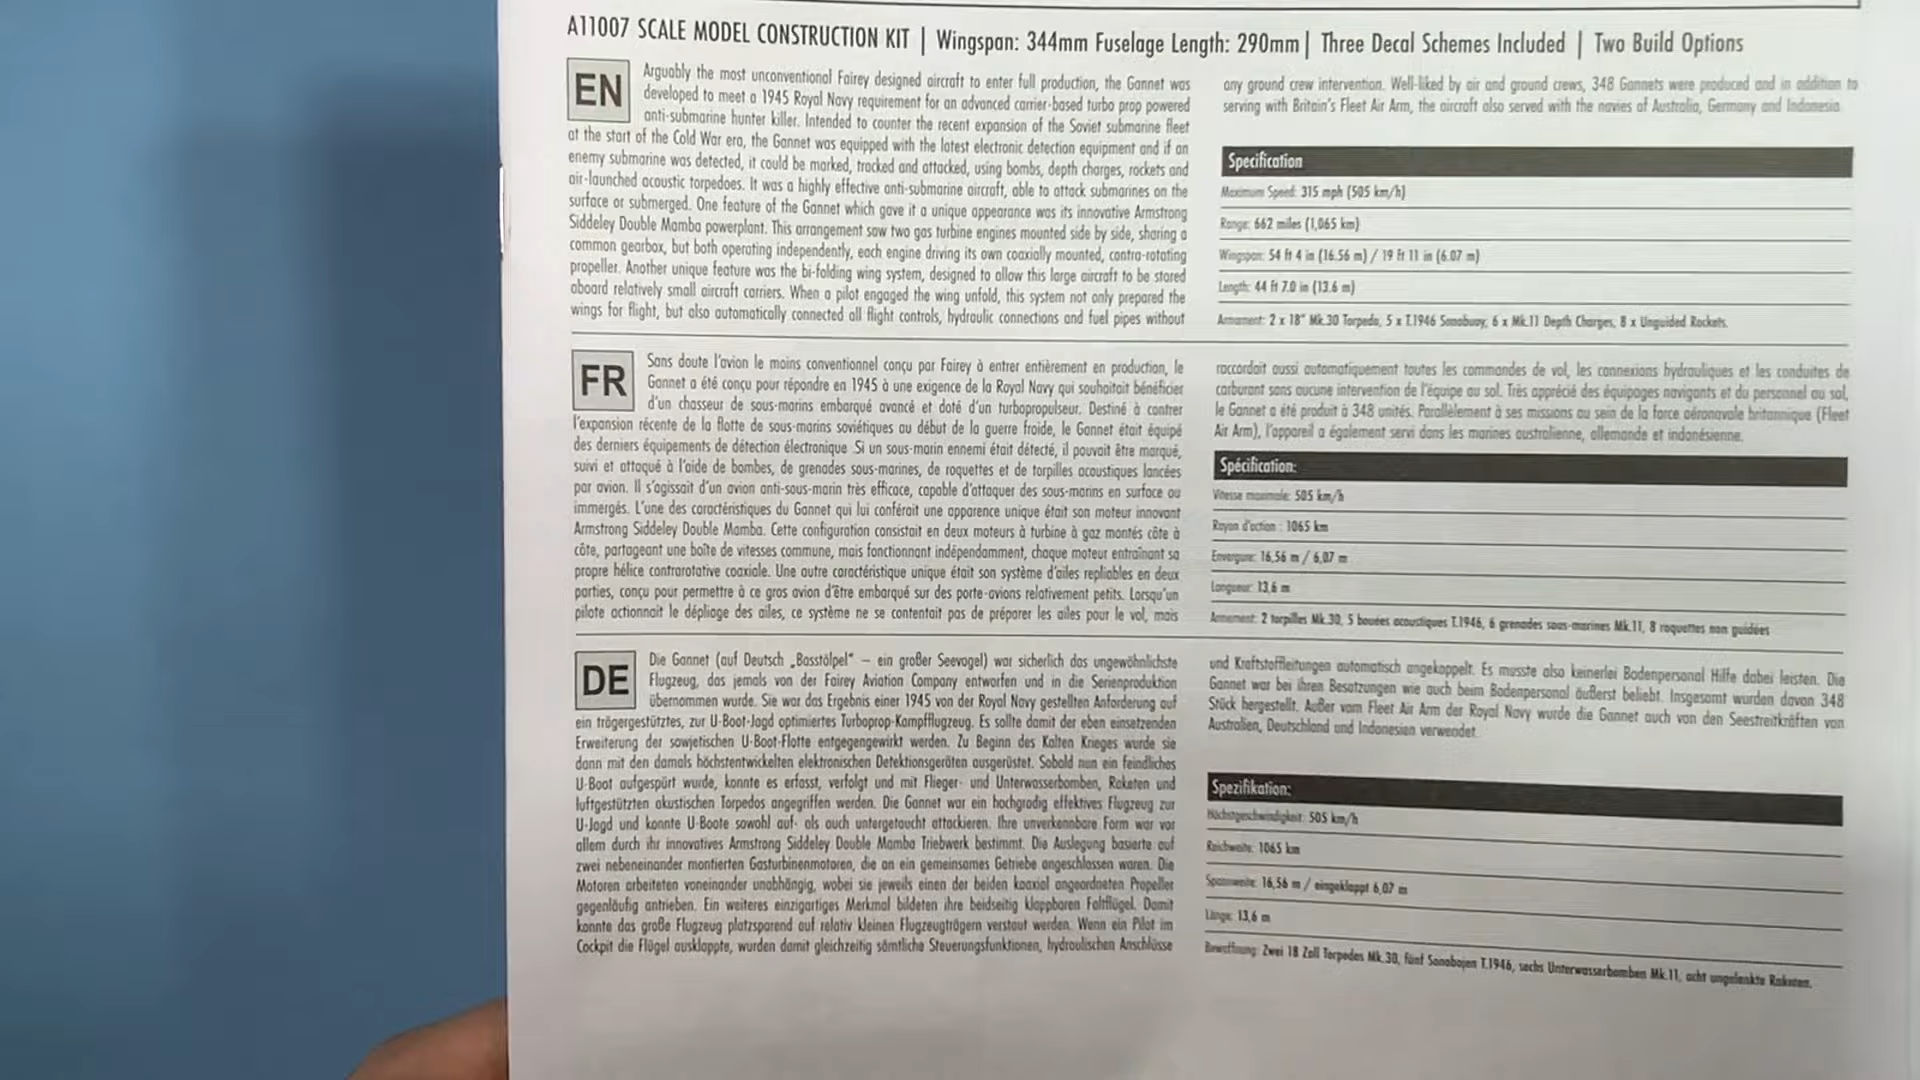 A11007 SCALE MODEL CONSTRUCTION KIT | Wingspan: 344mm Fuselage Length: 290mm | Three Decal Schemes Included | Two Build Options
EN
Arguably the most unconventional Fairey designed aircraft to enter full production, the Gannet was
developed to meet a 1945 Royal Navy requirement for an advanced carrier-based turbo prop powered
anti-submarine hunter killer. Intended to counter the recent expansion of the Soviet submarine fleet
at the start of the Cold War era, the Gannet was equipped with the latest electronic detection equipment and if an
enemy submarine was detected, it could be marked, tracked and attacked, using bombs, depth charges, rockets and
air-launched acoustic torpedoes. It was a highly effective anti-submarine aircraft, able to attack submarines on the
surface or submerged. One feature of the Gannet which gave it a unique appearance was its innovative Armstrong
Siddeley Double Mamba powerplant. This arrangement saw two gas turbine engines mounted side by side, sharing a
common gearbox, but both operating independently, each engine driving its own coaxially mounted, contra-rotating
propeller. Another unique feature was the bi-folding wing system, designed to allow this large aircraft to be stored
aboard relatively small aircraft carriers. When a pilot engaged the wing unfold, this system not only prepared the
wings for flight, but also automatically connected all flight controls, hydraulic connections and fuel pipes without
any ground crew intervention. Well-liked by air and ground crews, 348 Gannets were produced and in addition to
serving with Britain's Fleet Air Arm, the aircraft also served with the navies of Australia, Germany and Indonesia.
Specification
Maximum Speed: 315 mph (505 km/h)
Range: 662 miles (1,065 km)
Wingspan: 54 ft 4 in (16.56 m) / 19 ft 11 in (6.07 m)
Length: 44 ft 7.0 in (13.6 m)
Armament: 2 x 18" Mk.30 Torpedo, 5 x T.1946 Sonobuoy, 6 x Mk.11 Depth Charges, 8 x Unguided Rockets.
FR
Sans doute l'avion le moins conventionnel conçu par Fairey à entrer entièrement en production, le
Gannet a été conçu pour répondre en 1945 à une exigence de la Royal Navy qui souhaitait bénéficier
d'un chasseur de sous-marins embarqué avancé et doté d'un turbopropulseur. Destiné à contrer
l'expansion récente de la flotte de sous-marins soviétiques au début de la guerre froide, le Gannet était équipé
des derniers équipements de détection électronique Si un sous-marin ennemi était détecté, il pouvait être marqué,
suivi et attaqué à l'aide de bombes, de grenades sous-marines, de roquettes et de torpilles acoustiques lancées
par avion. Il s'agissait d'un avion anti-sous-marin très efficace, capable d'attaquer des sous-marins en surface ou
immergés. L'une des caractéristiques du Gannet qui lui conférait une apparence unique était son moteur innovant
Armstrong Siddeley Double Mamba. Cette configuration consistait en deux moteurs à turbine à gaz montés côte à
côte, partageant une boîte de vitesses commune, mais fonctionnant indépendamment, chaque moteur entraînant sa
propre hélice contrarotative coaxiale. Une autre caractéristique unique était son système d'ailes repliables en deux
parties, conçu pour permettre à ce gros avion d'être embarqué sur des porte-avions relativement petits. Lorsqu'un
pilote actionnait le dépliage des ailes, ce système ne se contentait pas de préparer les ailes pour le vol, mais
raccordait aussi automatiquement toutes les commandes de vol, les connexions hydrauliques et les conduites de
carburant sans aucune intervention de l'équipe au sol. Très apprécié des équipages navigants et du personnel au sol,
le Gannet a été produit à 348 unités. Parallèlement à ses missions au sein de la force aéronavale britannique (Fleet
Air Arm), l'appareil a également servi dans les marines australienne, allemande et indonésienne.
Spécification:
Vitesse maximale: 505 km/h
Rayon d'action : 1065 km
Envergure: 16,56 m / 6,07 m
Longueur: 13,6 m
Armement: 2 torpilles Mk.30, 5 bouées acoustiques T.1946, 6 grenades sous-marines Mk.11, 8 roquettes non guidées
DE
Die Gannet (auf Deutsch „Basstölpel“ – ein großer Seevogel) war sicherlich das ungewöhnlichste
Flugzeug, das jemals von der Fairey Aviation Company entworfen und in die Serienproduktion
übernommen wurde. Sie war das Ergebnis einer 1945 von der Royal Navy gestellten Anforderung auf
ein trägergestütztes, zur U-Boot-Jagd optimiertes Turboprop-Kampfflugzeug. Es sollte damit der eben einsetzenden
Erweiterung der sowjetischen U-Boot-Flotte entgegengewirkt werden. Zu Beginn des Kalten Krieges wurde sie
dann mit den damals höchstentwickelten elektronischen Detektionsgeräten ausgerüstet. Sobald nun ein feindliches
U-Boot aufgespürt wurde, konnte es erfasst, verfolgt und mit Flieger- und Unterwasserbomben, Raketen und
luftgestützten akustischen Torpedos angegriffen werden. Die Gannet war ein hochgradig effektives Flugzeug zur
U-Jagd und konnte U-Boote sowohl auf- als auch untergetaucht attackieren. Ihre unverkennbare Form war vor
allem durch ihr innovatives Armstrong Siddeley Double Mamba Triebwerk bestimmt. Die Auslegung basierte auf
zwei nebeneinander montierten Gasturbinenmotoren, die an ein gemeinsames Getriebe angeschlossen waren. Die
Motoren arbeiteten voneinander unabhängig, wobei sie jeweils einen der beiden koaxial angeordneten Propeller
gegenläufig antrieben. Ein weiteres einzigartiges Merkmal bildeten ihre beidseitig klappbaren Faltflügel. Damit
konnte das große Flugzeug platzsparend auf relativ kleinen Flugzeugträgern verstaut werden. Wenn ein Pilot im
Cockpit die Flügel ausklappte, wurden damit gleichzeitig sämtliche Steuerungsfunktionen, hydraulischen Anschlüsse
und Kraftstoffleitungen automatisch angekoppelt. Es musste also keinerlei Bodenpersonal Hilfe dabei leisten. Die
Gannet war bei ihren Besatzungen wie auch beim Bodenpersonal äußerst beliebt. Insgesamt wurden davon 348
Stück hergestellt. Außer vom Fleet Air Arm der Royal Navy wurde die Gannet auch von den Seestreitkräften von
Australien, Deutschland und Indonesien verwendet.
Spezifikation:
Höchstgeschwindigkeit: 505 km/h
Reichweite: 1065 km
Spannweite: 16,56 m / eingeklappt 6,07 m
Länge: 13,6 m
Bewaffnung: Zwei 18 Zoll Torpedos Mk.30, fünf Sonobojen T.1946, sechs Unterwasserbomben Mk.11, acht ungelenkte Raketen.